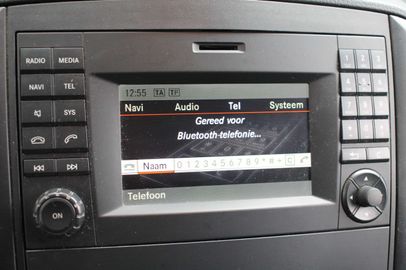 RADIO MEDIA
NAVI TEL
SYS
ON
12:55 TA TP
Navi Audio Tel Systeem
Gereed voor
Bluetooth-telefonie...
Naam 0 1 2 3 4 5 6 7 8 9 * # + C
Telefoon